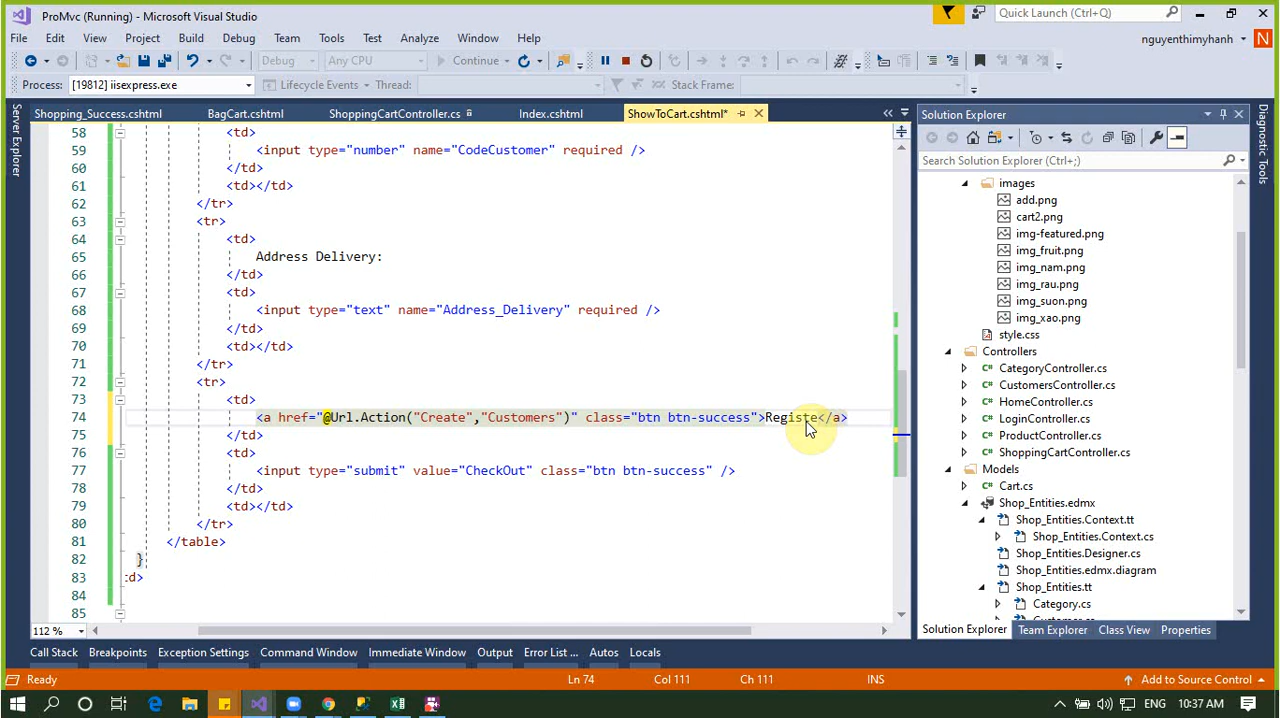 ProMvc (Running) - Microsoft Visual Studio
Quick Launch (Ctrl+Q)
File Edit View Project Build Debug Team Tools Test Analyze Window Help
nguyenthimyhanh N
Debug Any CPU Continue
Process: [19812] iisexpress.exe Lifecycle Events Thread: Stack Frame:
Server Explorer
Shopping_Success.cshtml BagCart.cshtml ShoppingCartController.cs Index.cshtml ShowToCart.cshtml*
58 <td>
59 <input type="number" name="CodeCustomer" required />
60 </td>
61 <td></td>
62 </tr>
63 <tr>
64 <td>
65 Address Delivery:
66 </td>
67 <td>
68 <input type="text" name="Address_Delivery" required />
69 </td>
70 <td></td>
71 </tr>
72 <tr>
73 <td>
74 <a href="@Url.Action("Create","Customers")" class="btn btn-success">Registe</a>
75 </td>
76 <td>
77 <input type="submit" value="CheckOut" class="btn btn-success" />
78 </td>
79 <td></td>
80 </tr>
81 </table>
82 }
83 :d>
84
85
112 %
Solution Explorer
Search Solution Explorer (Ctrl+;)
images
add.png
cart2.png
img-featured.png
img_fruit.png
img_nam.png
img_rau.png
img_suon.png
img_xao.png
style.css
Controllers
CategoryController.cs
CustomersController.cs
HomeController.cs
LoginController.cs
ProductController.cs
ShoppingCartController.cs
Models
Cart.cs
Shop_Entities.edmx
Shop_Entities.Context.tt
Shop_Entities.Context.cs
Shop_Entities.Designer.cs
Shop_Entities.edmx.diagram
Shop_Entities.tt
Category.cs
Customer.cs
Solution Explorer Team Explorer Class View Properties
Diagnostic Tools
Call Stack Breakpoints Exception Settings Command Window Immediate Window Output Error List ... Autos Locals
Ready Ln 74 Col 111 Ch 111 INS Add to Source Control
ENG 10:37 AM